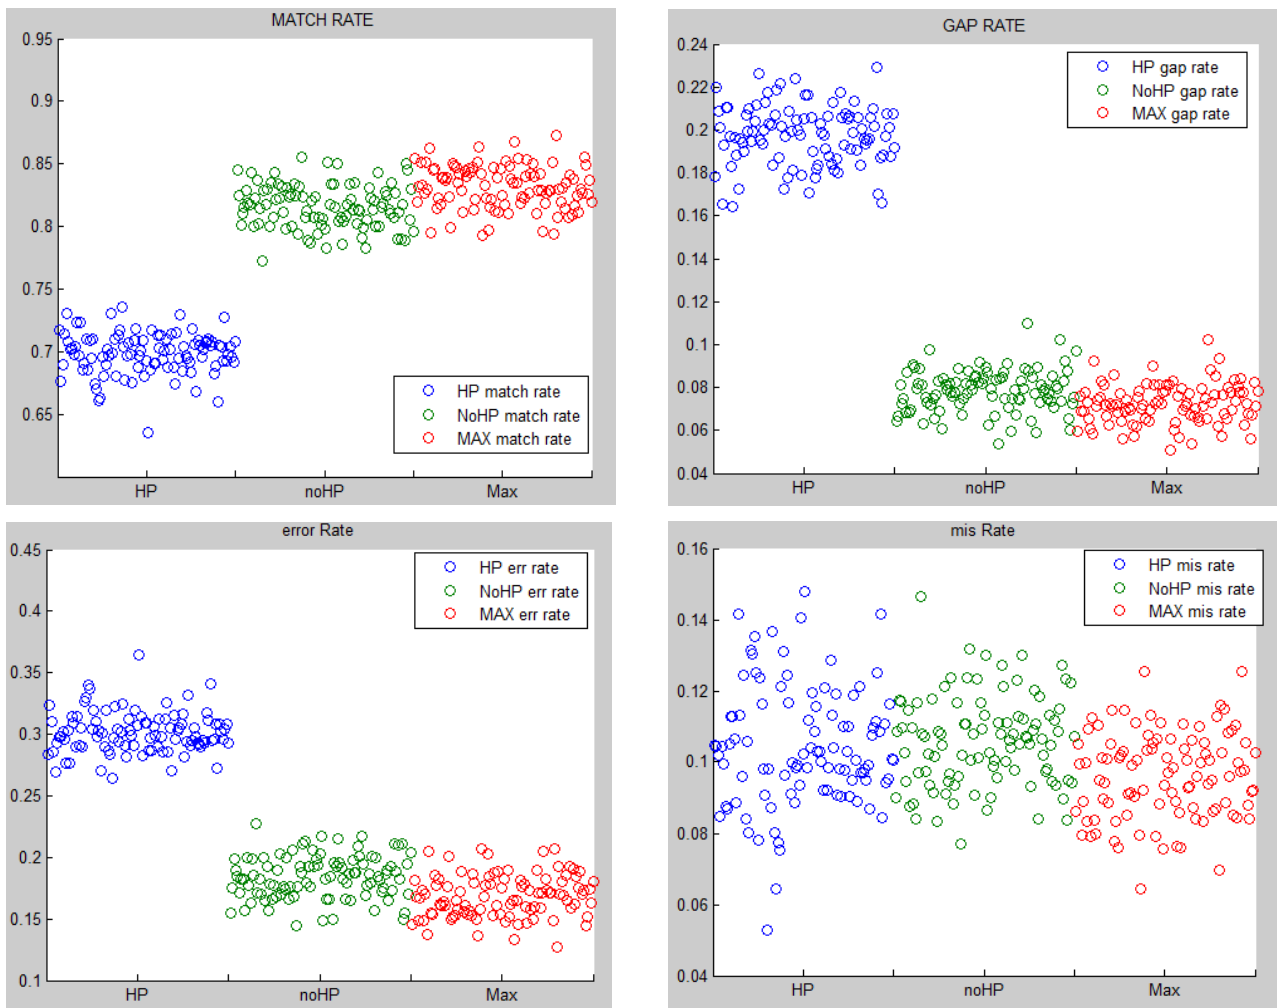 MATCH RATE
0.95
0.9
0.85
0.8
0.75
0.7
0.65
HP match rate
NoHP match rate
MAX match rate
HP
noHP
Max
GAP RATE
0.24
0.22
0.2
0.18
0.16
0.14
0.12
0.1
0.08
0.06
0.04
HP gap rate
NoHP gap rate
MAX gap rate
HP
noHP
Max
error Rate
0.45
0.4
0.35
0.3
0.25
0.2
0.15
0.1
HP err rate
NoHP err rate
MAX err rate
HP
noHP
Max
mis Rate
0.16
0.14
0.12
0.1
0.08
0.06
0.04
HP mis rate
NoHP mis rate
MAX mis rate
HP
noHP
Max